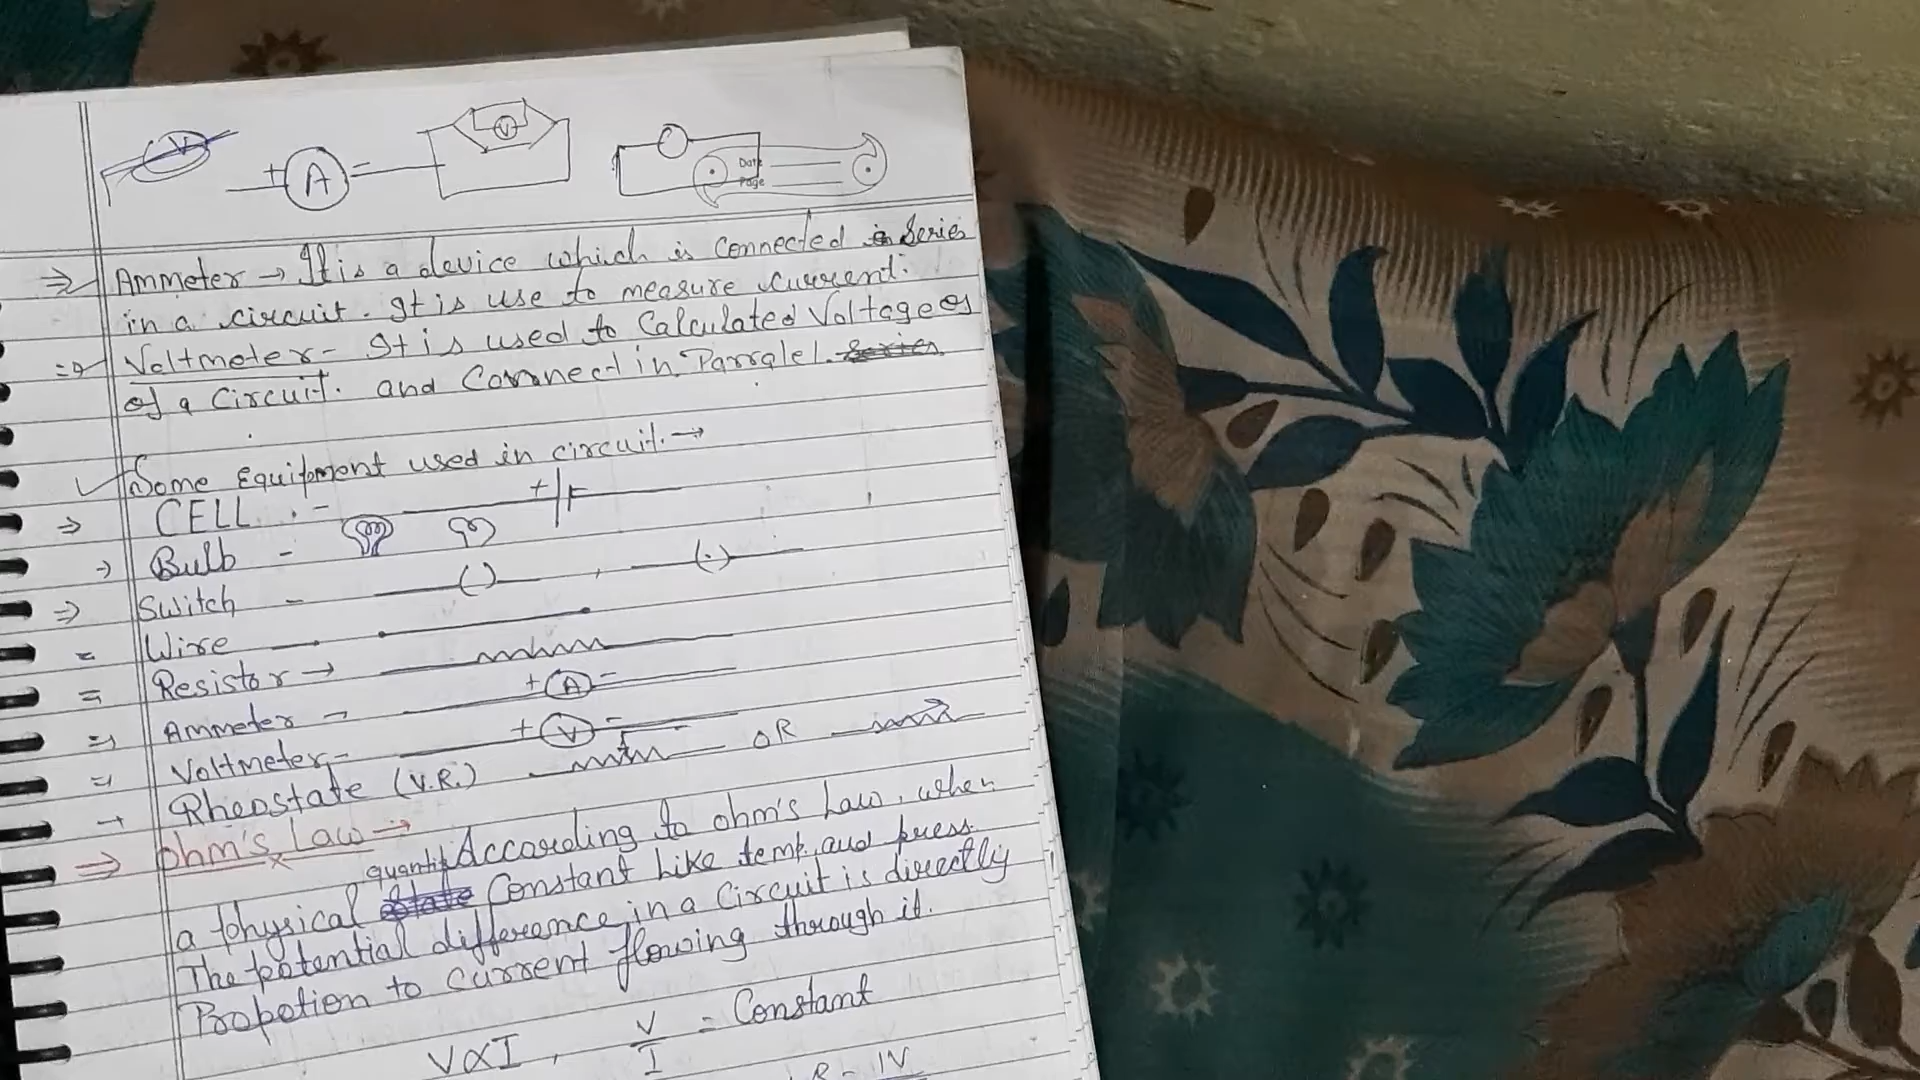 V
+ A -
V
Date
Page
⇒ Ammeter → It is a device which is connected in Series
in a circuit. It is use to measure current.
⇒ Voltmeter - It is used to Calculated Voltage of
of a Circuit. and Connect in Parralel. Series
Some Equipment used in circuit. →
⇒ CELL . -  + -
→ Bulb -
⇒ Switch - ( ) , (.)
= Wire
= Resistor →
⇒ Ammeter → + A -
= Voltmeter - + V -
→ Rheostate (V.R.) OR
⇒ Ohm's Law →
According to ohm's Law, when
a physical quantity state Constant Like temp. and press.
The potential difference in a Circuit is directly
Propotion to current flowing through it.
V∝I , V/I = Constant
R = 1V